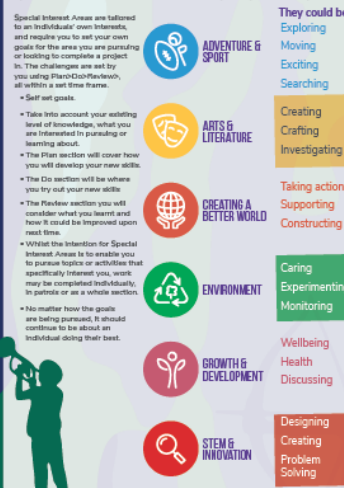 Special Interest Areas are tailored
to an individuals' own interests,
and require you to set your own
goals for the area you are pursuing
or looking to complete a project
in. The challenges are set by
you using Plan>Do>Review>,
all within a set time frame.
• Self set goals.
• Take into account your existing
level of knowledge, what you
are interested in pursuing or
learning about.
• The Plan section will cover how
you will develop your new skills.
• The Do section will be where
you try out your new skills
• The Review section you will
consider what you learnt and
how it could be improved upon
next time.
• Whilst the intention for Special
Interest Areas is to enable you
to pursue topics or activities that
specifically interest you, work
may be completed individually,
in patrols or as a whole section.
• No matter how the goals
are being pursued, it should
continue to be about an
individual doing their best.
ADVENTURE &
SPORT
ARTS &
LITERATURE
CREATING A
BETTER WORLD
ENVIRONMENT
GROWTH &
DEVELOPMENT
STEM &
INNOVATION
They could be
Exploring
Moving
Exciting
Searching
Creating
Crafting
Investigating
Taking action
Supporting
Constructing
Caring
Experimentin
Monitoring
Wellbeing
Health
Discussing
Designing
Creating
Problem
Solving